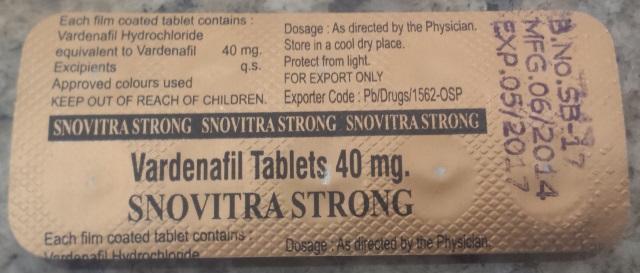 Each film coated tablet contains :
Vardenafil Hydrochloride
equivalent to Vardenafil 40 mg.
Excipients q.s.
Approved colours used
KEEP OUT OF REACH OF CHILDREN.
Dosage : As directed by the Physician.
Store in a cool dry place.
Protect from light.
FOR EXPORT ONLY
Exporter Code : Pb/Drugs/1562-OSP
B.No.SB-17
MFG.06/2014
EXP.05/2017
SNOVITRA STRONG SNOVITRA STRONG SNOVITRA STRONG
Vardenafil Tablets 40 mg.
SNOVITRA STRONG
Each film coated tablet contains :
Vardenafil Hydrochloride
Dosage : As directed by the Physician.